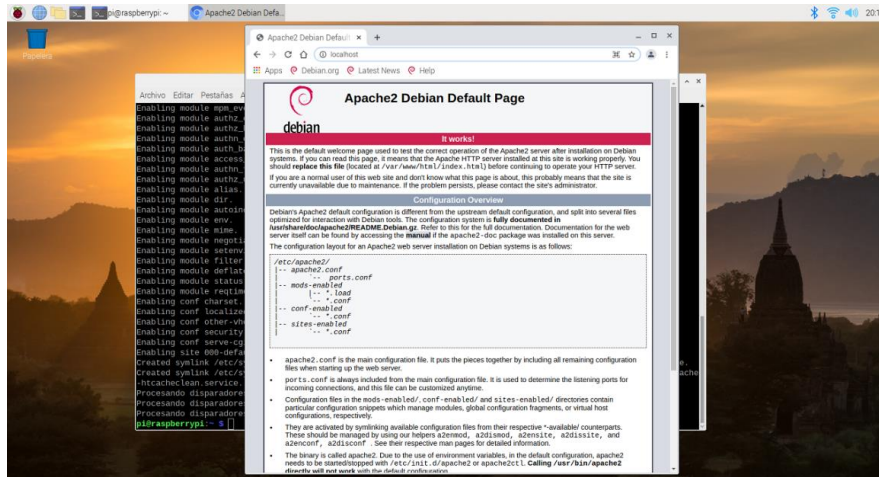 pi@raspberrypi: ~
Apache2 Debian Defa...
20:1
Papelera
Apache2 Debian Default
localhost
Apps Debian.org Latest News Help
Archivo Editar Pestañas A
Enabling module mpm_eve
Enabling module authz_
Enabling module authz_
Enabling module authn_
Enabling module auth_ba
Enabling module access_
Enabling module authn_
Enabling module authz_
Enabling module alias.
Enabling module dir.
Enabling module autoin
Enabling module env.
Enabling module mime.
Enabling module negoti
Enabling module setenv
Enabling module filter
Enabling module deflat
Enabling module status
Enabling module reqtim
Enabling conf charset.
Enabling conf localize
Enabling conf other-vh
Enabling conf security
Enabling conf serve-cg
Enabling site 000-defa
Created symlink /etc/sy
Created symlink /etc/sy
-htcacheclean.service.
Procesando disparadore
Procesando disparadore
Procesando disparadore
pi@raspberrypi:~ $
e.
ache
debian
Apache2 Debian Default Page
It works!
This is the default welcome page used to test the correct operation of the Apache2 server after installation on Debian
systems. If you can read this page, it means that the Apache HTTP server installed at this site is working properly. You
should replace this file (located at /var/www/html/index.html) before continuing to operate your HTTP server.
If you are a normal user of this web site and don't know what this page is about, this probably means that the site is
currently unavailable due to maintenance. If the problem persists, please contact the site's administrator.
Configuration Overview
Debian's Apache2 default configuration is different from the upstream default configuration, and split into several files
optimized for interaction with Debian tools. The configuration system is fully documented in
/usr/share/doc/apache2/README.Debian.gz. Refer to this for the full documentation. Documentation for the web
server itself can be found by accessing the manual if the apache2-doc package was installed on this server.
The configuration layout for an Apache2 web server installation on Debian systems is as follows:
/etc/apache2/
|-- apache2.conf
|       `--  ports.conf
|-- mods-enabled
|       |-- *.load
|       `-- *.conf
|-- conf-enabled
|       `-- *.conf
|-- sites-enabled
|       `-- *.conf
• apache2.conf is the main configuration file. It puts the pieces together by including all remaining configuration
files when starting up the web server.
• ports.conf is always included from the main configuration file. It is used to determine the listening ports for
incoming connections, and this file can be customized anytime.
• Configuration files in the mods-enabled/, conf-enabled/ and sites-enabled/ directories contain
particular configuration snippets which manage modules, global configuration fragments, or virtual host
configurations, respectively.
• They are activated by symlinking available configuration files from their respective *-available/ counterparts.
These should be managed by using our helpers a2enmod, a2dismod, a2ensite, a2dissite, and
a2enconf, a2disconf . See their respective man pages for detailed information.
• The binary is called apache2. Due to the use of environment variables, in the default configuration, apache2
needs to be started/stopped with /etc/init.d/apache2 or apache2ctl. Calling /usr/bin/apache2
directly will not work with the default configuration.